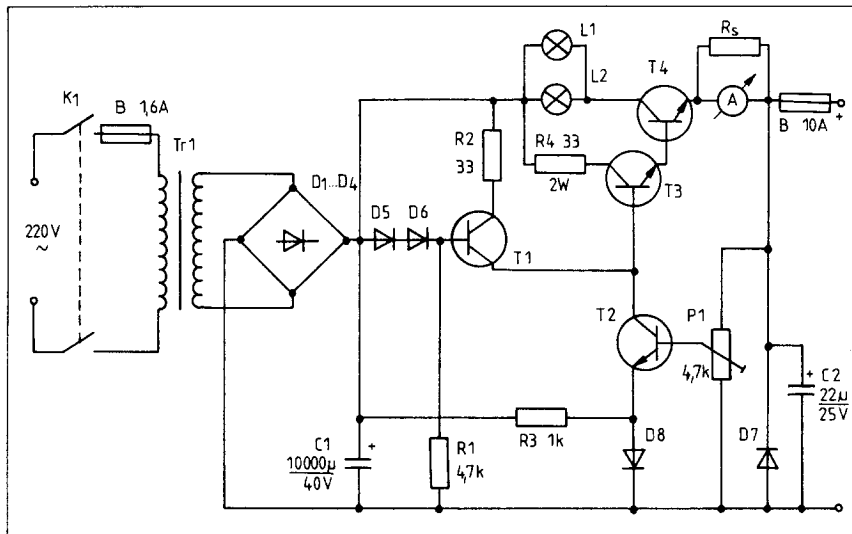 K1
B 1,6A
Tr1
220V
~
D1...D4
D5
D6
R2
33
L1
L2
R4 33
2W
T4
Rs
A
B 10A
+
T3
T1
T2
P1
4,7k
R3 1k
D8
D7
+
C2
22µ
25V
C1
+
10000µ
40V
R1
4,7k